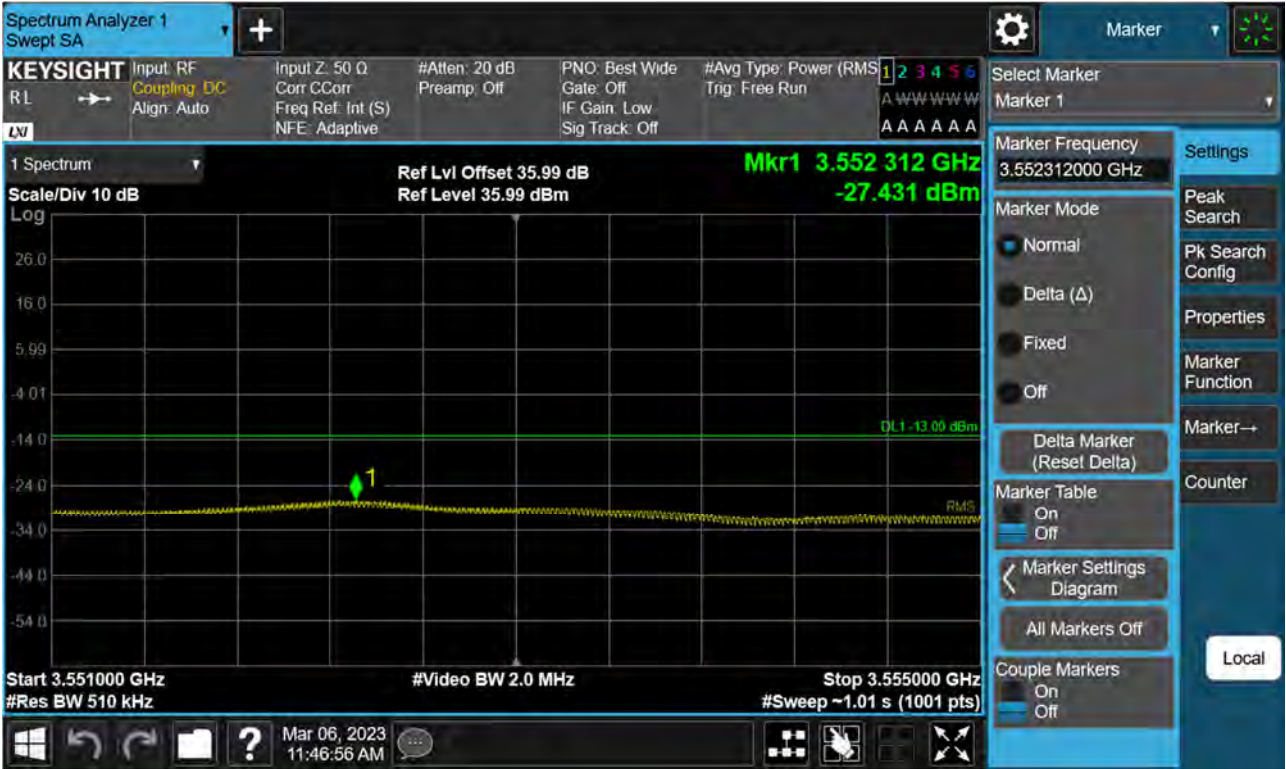 Spectrum Analyzer 1
Swept SA
Marker
KEYSIGHT
RL
LXI
Input: RF
Coupling: DC
Align: Auto
Input Z: 50 Ω
Corr CCorr
Freq Ref: Int (S)
NFE: Adaptive
#Atten: 20 dB
Preamp: Off
PNO: Best Wide
Gate: Off
IF Gain: Low
Sig Track: Off
#Avg Type: Power (RMS
Trig: Free Run
1 2 3 4 5 6
A W W W W W
A A A A A A
1 Spectrum
Scale/Div 10 dB
Log
Ref Lvl Offset 35.99 dB
Ref Level 35.99 dBm
Mkr1 3.552 312 GHz
-27.431 dBm
26.0
16.0
5.99
-4.01
-14.0
-24.0
-34.0
-44.0
-54.0
DL1 -13.00 dBm
1
RMS
Start 3.551000 GHz
#Res BW 510 kHz
#Video BW 2.0 MHz
Stop 3.555000 GHz
#Sweep ~1.01 s (1001 pts)
Select Marker
Marker 1
Marker Frequency
3.552312000 GHz
Marker Mode
Normal
Delta (Δ)
Fixed
Off
Delta Marker
(Reset Delta)
Marker Table
On
Off
Marker Settings
Diagram
All Markers Off
Couple Markers
On
Off
Settings
Peak
Search
Pk Search
Config
Properties
Marker
Function
Marker→
Counter
Local
?
Mar 06, 2023
11:46:56 AM